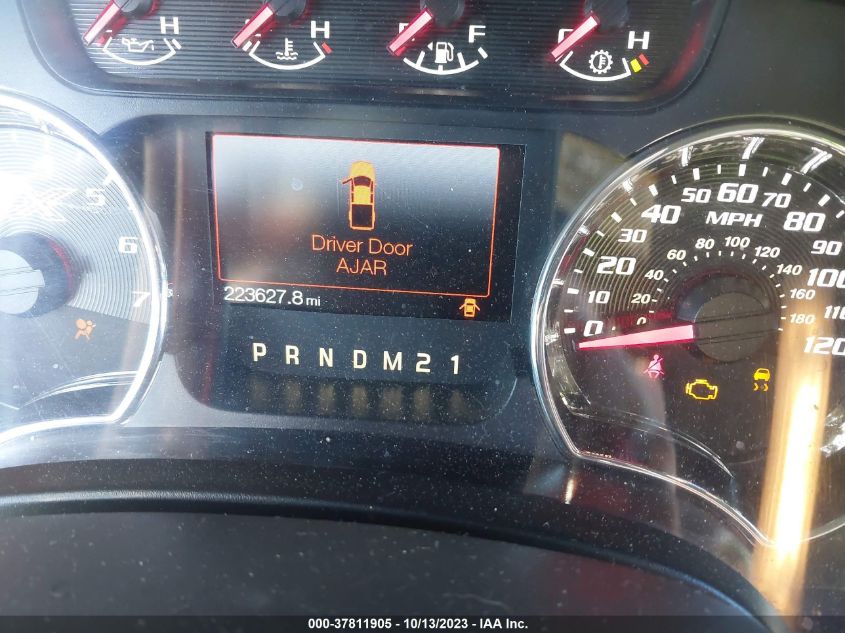 H H F H
Driver Door
AJAR
223627.8 mi
P R N D M 2 1
5
6
7
0 10 20 30 40 50 60 70 80 90 100 110 120
MPH
0 20 40 60 80 100 120 140 160 180
000-37811905 - 10/13/2023 - IAA Inc.